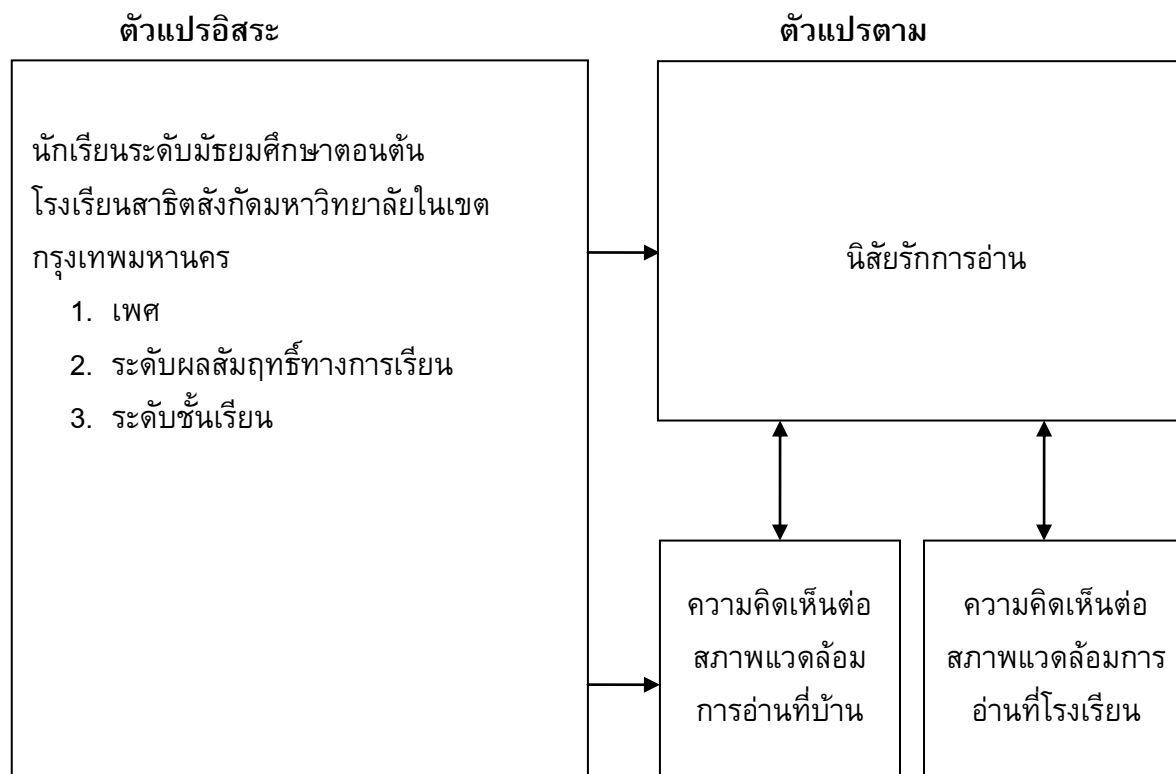 ตัวแปรอิสระ
ตัวแปรตาม
นักเรียนระดับมัธยมศึกษาตอนต้น
โรงเรียนสาธิตสังกัดมหาวิทยาลัยในเขต
กรุงเทพมหานคร
1. เพศ
2. ระดับผลสัมฤทธิ์ทางการเรียน
3. ระดับชั้นเรียน
นิสัยรักการอ่าน
ความคิดเห็นต่อ
สภาพแวดล้อม
การอ่านที่บ้าน
ความคิดเห็นต่อ
สภาพแวดล้อมการ
อ่านที่โรงเรียน